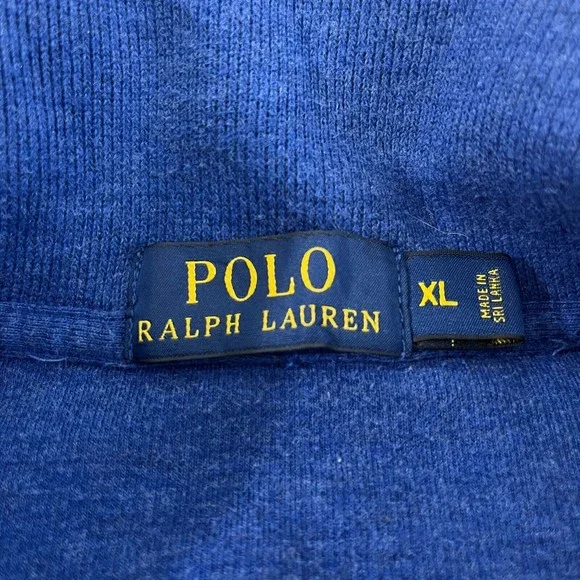 POLO
RALPH LAUREN
XL
MADE IN
SRI LANKA